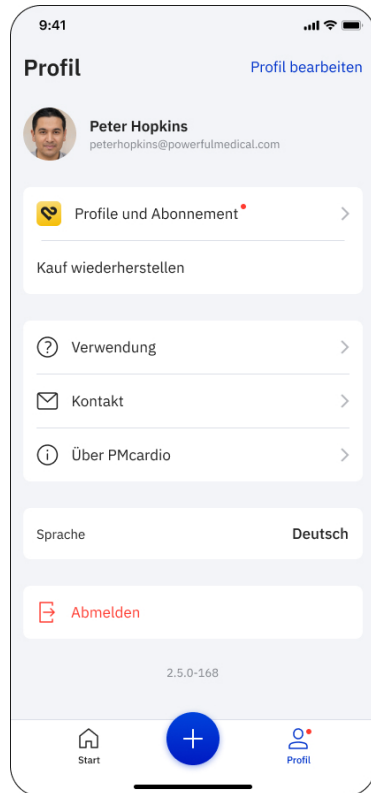 9:41
Profil
Profil bearbeiten
Peter Hopkins
peterhopkins@powerfulmedical.com
Profile und Abonnement
Kauf wiederherstellen
Verwendung
Kontakt
Über PMcardio
Sprache
Deutsch
Abmelden
2.5.0-168
Start
Profil